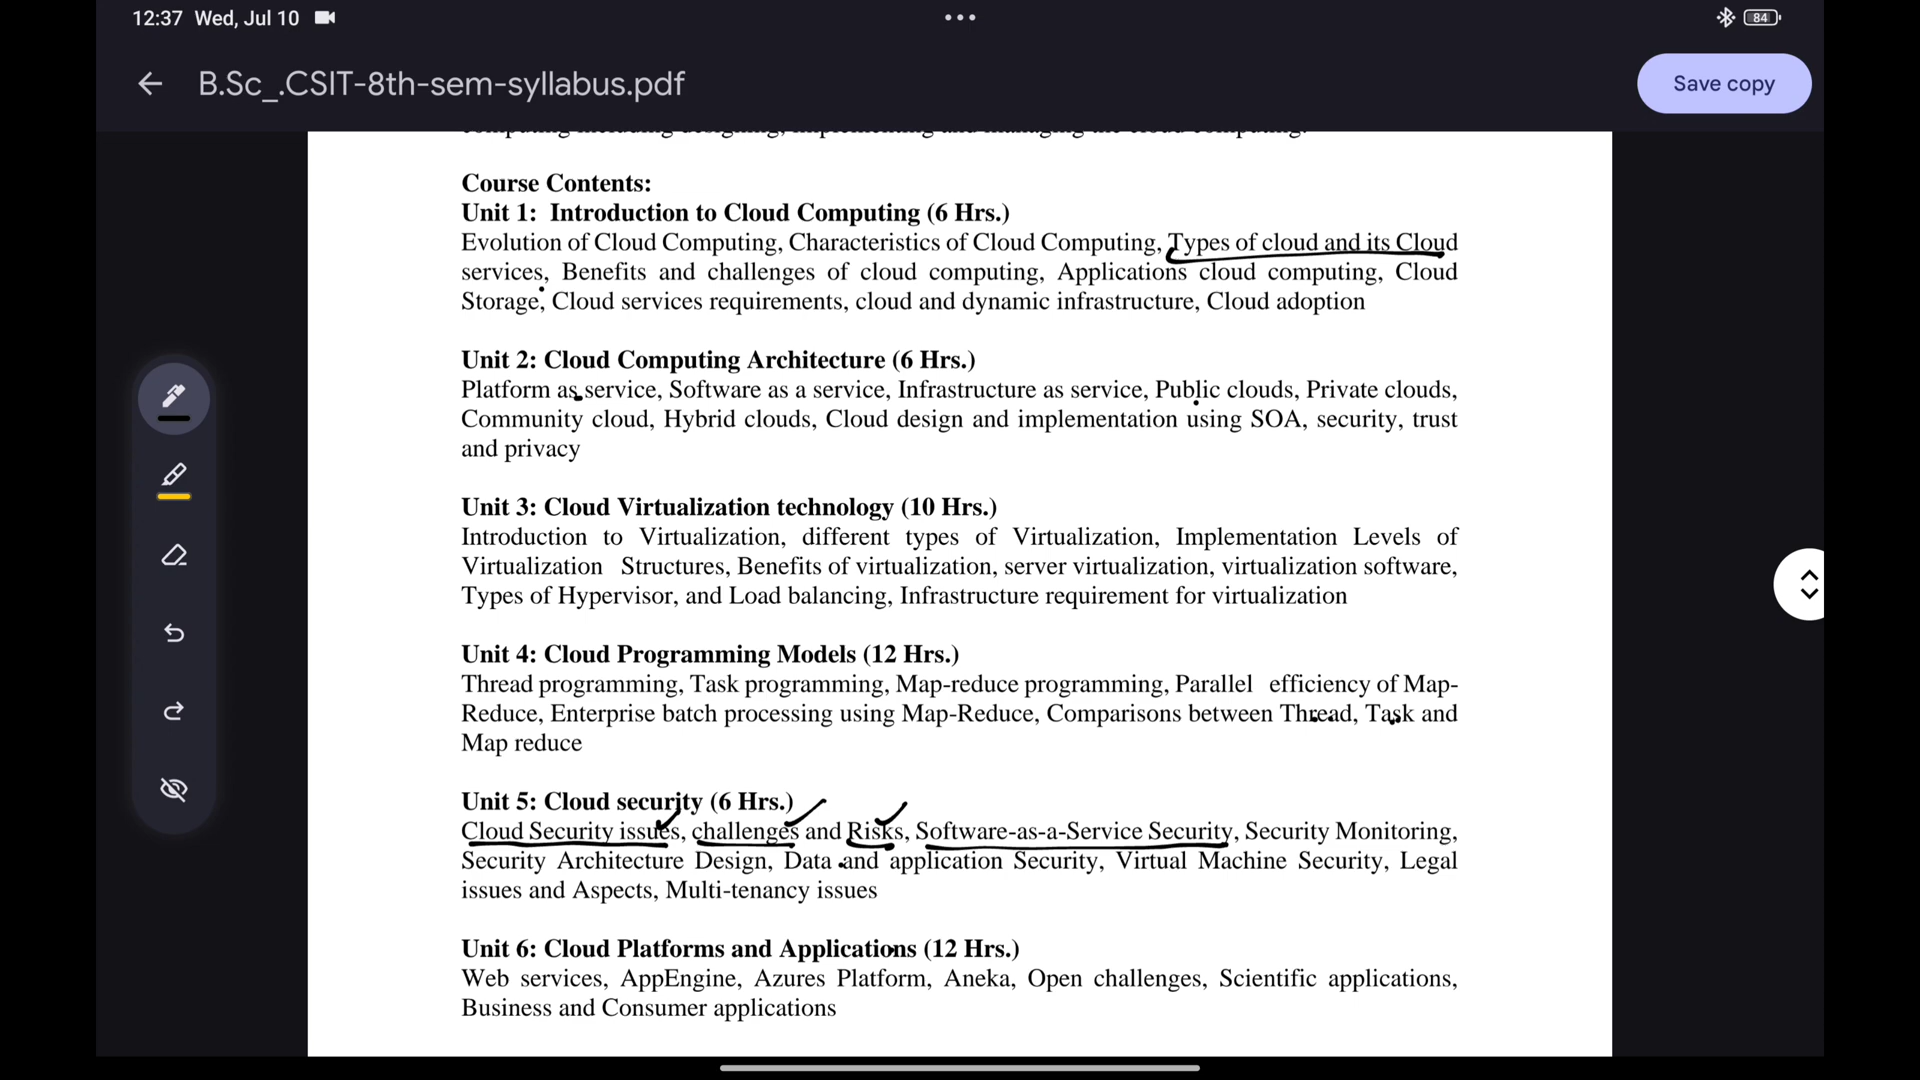 12:37 Wed, Jul 10
84
B.Sc_.CSIT-8th-sem-syllabus.pdf
Save copy
computing including designing, implementing and managing the cloud computing.
Course Contents:
Unit 1: Introduction to Cloud Computing (6 Hrs.)
Evolution of Cloud Computing, Characteristics of Cloud Computing, Types of cloud and its Cloud
services, Benefits and challenges of cloud computing, Applications cloud computing, Cloud
Storage, Cloud services requirements, cloud and dynamic infrastructure, Cloud adoption
Unit 2: Cloud Computing Architecture (6 Hrs.)
Platform as service, Software as a service, Infrastructure as service, Public clouds, Private clouds,
Community cloud, Hybrid clouds, Cloud design and implementation using SOA, security, trust
and privacy
Unit 3: Cloud Virtualization technology (10 Hrs.)
Introduction to Virtualization, different types of Virtualization, Implementation Levels of
Virtualization Structures, Benefits of virtualization, server virtualization, virtualization software,
Types of Hypervisor, and Load balancing, Infrastructure requirement for virtualization
Unit 4: Cloud Programming Models (12 Hrs.)
Thread programming, Task programming, Map-reduce programming, Parallel efficiency of Map-
Reduce, Enterprise batch processing using Map-Reduce, Comparisons between Thread, Task and
Map reduce
Unit 5: Cloud security (6 Hrs.)
Cloud Security issues, challenges and Risks, Software-as-a-Service Security, Security Monitoring,
Security Architecture Design, Data and application Security, Virtual Machine Security, Legal
issues and Aspects, Multi-tenancy issues
Unit 6: Cloud Platforms and Applications (12 Hrs.)
Web services, AppEngine, Azures Platform, Aneka, Open challenges, Scientific applications,
Business and Consumer applications